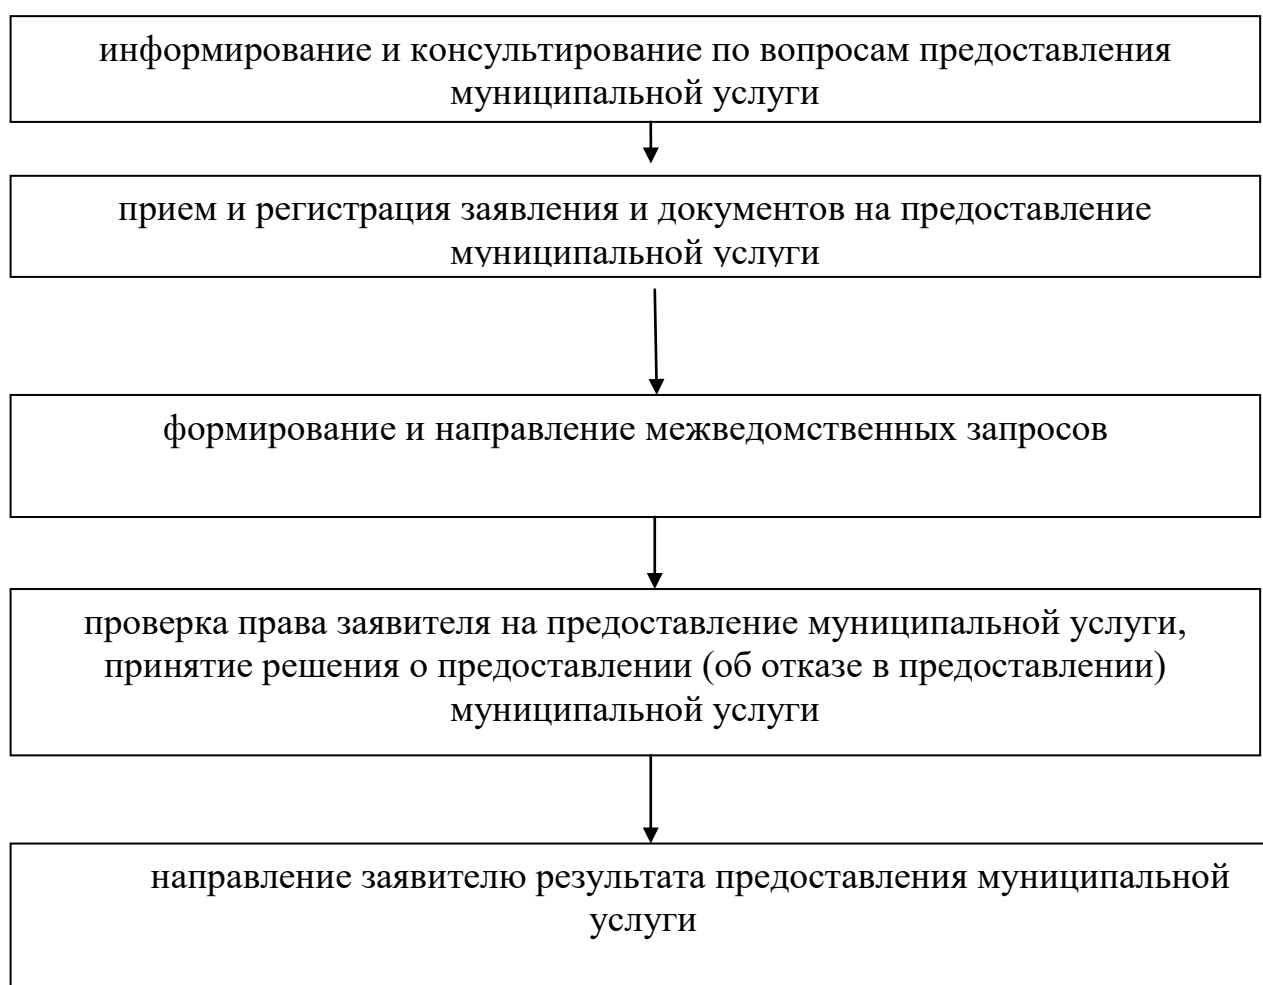 информирование и консультирование по вопросам предоставления
муниципальной услуги
прием и регистрация заявления и документов на предоставление
муниципальной услуги
формирование и направление межведомственных запросов
проверка права заявителя на предоставление муниципальной услуги,
принятие решения о предоставлении (об отказе в предоставлении)
муниципальной услуги
направление заявителю результата предоставления муниципальной
услуги